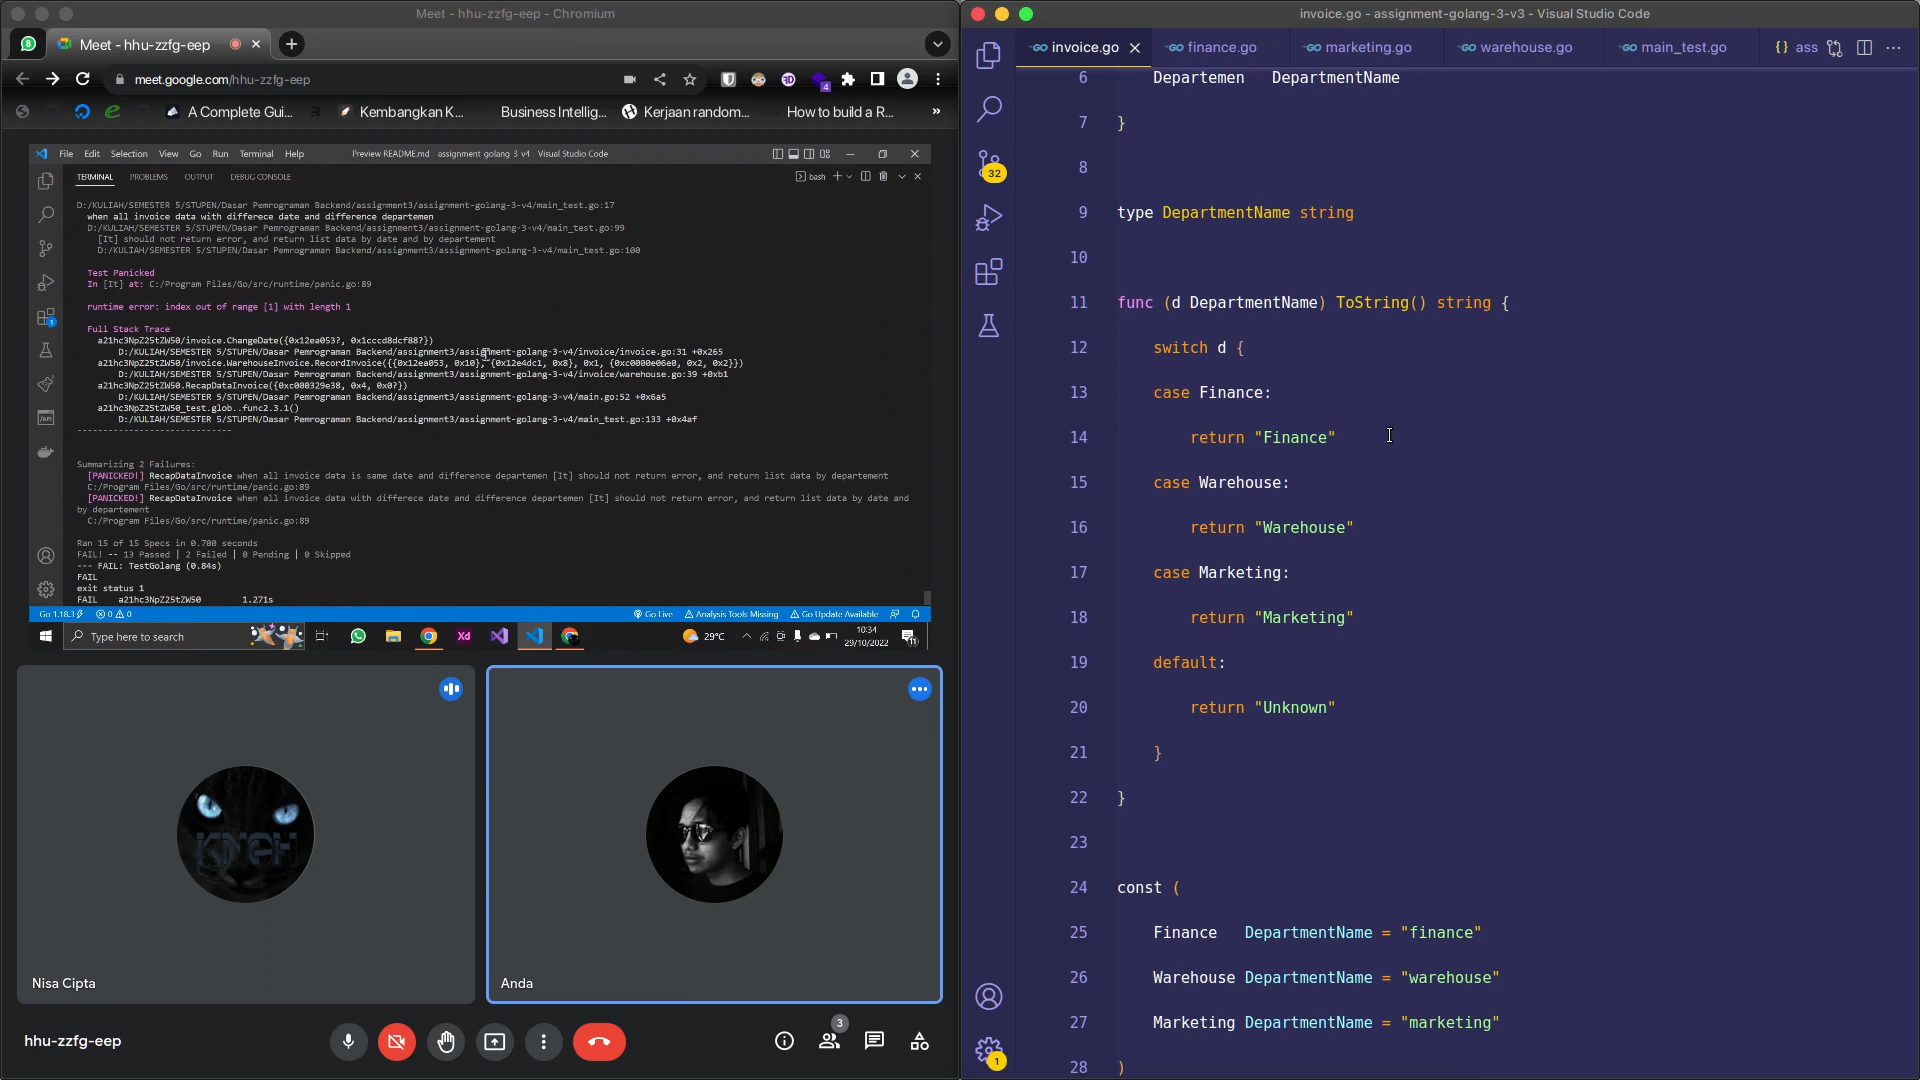 Meet - hhu-zzfg-eep - Chromium
Meet - hhu-zzfg-eep
meet.google.com/hhu-zzfg-eep
4
A Complete Gui...
Kembangkan K...
Business Intellig...
Kerjaan random...
How to build a R...
»
File Edit Selection View Go Run Terminal Help
Preview README.md assignment golang 3 v4 Visual Studio Code
TERMINAL PROBLEMS OUTPUT DEBUG CONSOLE
bash
D:/KULIAH/SEMESTER 5/STUPEN/Dasar Pemrograman Backend/assignment3/assignment-golang-3-v4/main_test.go:17
when all invoice data with differece date and difference departemen
D:/KULIAH/SEMESTER 5/STUPEN/Dasar Pemrograman Backend/assignment3/assignment-golang-3-v4/main_test.go:99
[It] should not return error, and return list data by date and by departement
D:/KULIAH/SEMESTER 5/STUPEN/Dasar Pemrograman Backend/assignment3/assignment-golang-3-v4/main_test.go:100
Test Panicked
In [It] at: C:/Program Files/Go/src/runtime/panic.go:89
runtime error: index out of range [1] with length 1
Full Stack Trace
a21hc3NpZ25tZW50/invoice.ChangeDate({0x12ea053?, 0x1cccd8dcf88?})
D:/KULIAH/SEMESTER 5/STUPEN/Dasar Pemrograman Backend/assignment3/assignment-golang-3-v4/invoice/invoice.go:31 +0x265
a21hc3NpZ25tZW50/invoice.WarehouseInvoice.RecordInvoice({{0x12ea053, 0x10}, {0x12e4dc1, 0x8}, 0x1, {0xc0000e06e0, 0x2, 0x2}})
D:/KULIAH/SEMESTER 5/STUPEN/Dasar Pemrograman Backend/assignment3/assignment-golang-3-v4/invoice/warehouse.go:39 +0xb1
a21hc3NpZ25tZW50.RecapDataInvoice({0xc000329e38, 0x4, 0x0?})
D:/KULIAH/SEMESTER 5/STUPEN/Dasar Pemrograman Backend/assignment3/assignment-golang-3-v4/main.go:52 +0x6a5
a21hc3NpZ25tZW50_test.glob..func2.3.1()
D:/KULIAH/SEMESTER 5/STUPEN/Dasar Pemrograman Backend/assignment3/assignment-golang-3-v4/main_test.go:133 +0x4af
------------------------------
Summarizing 2 Failures:
[PANICKED!] RecapDataInvoice when all invoice data is same date and difference departemen [It] should not return error, and return list data by departement
C:/Program Files/Go/src/runtime/panic.go:89
[PANICKED!] RecapDataInvoice when all invoice data with differece date and difference departemen [It] should not return error, and return list data by date and
by departement
C:/Program Files/Go/src/runtime/panic.go:89
Ran 15 of 15 Specs in 0.700 seconds
FAIL! -- 13 Passed | 2 Failed | 0 Pending | 0 Skipped
--- FAIL: TestGolang (0.84s)
FAIL
exit status 1
FAIL a21hc3NpZ25tZW50 1.271s
Go 1.18.3 0 0 Go Live Analysis Tools Missing Go Update Available
Type here to search
Xd
29°C
10:34
29/10/2022
11
Nisa Cipta
Anda
hhu-zzfg-eep
3
invoice.go - assignment-golang-3-v3 - Visual Studio Code
invoice.go finance.go marketing.go warehouse.go main_test.go {} ass
32
1
6 Departemen DepartmentName
7 }
8
9 type DepartmentName string
10
11 func (d DepartmentName) ToString() string {
12 switch d {
13 case Finance:
14 return "Finance"
15 case Warehouse:
16 return "Warehouse"
17 case Marketing:
18 return "Marketing"
19 default:
20 return "Unknown"
21 }
22 }
23
24 const (
25 Finance DepartmentName = "finance"
26 Warehouse DepartmentName = "warehouse"
27 Marketing DepartmentName = "marketing"
28 )